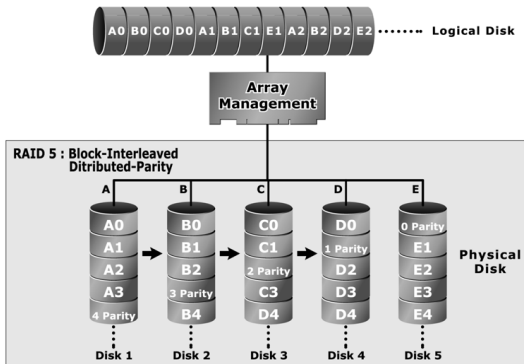 A0 B0 C0 D0 A1 B1 C1 E1 A2 B2 D2 E2 Logical Disk
Array
Management
RAID 5 : Block-Interleaved
Ditributed-Parity
A B C D E
A0 B0 C0 D0 0 Parity
A1 B1 C1 1 Parity E1
A2 B2 2 Parity D2 E2
A3 3 Parity C3 D3 E3
4 Parity B4 D4 D4 E4
Physical
Disk
Disk 1 Disk 2 Disk 3 Disk 4 Disk 5